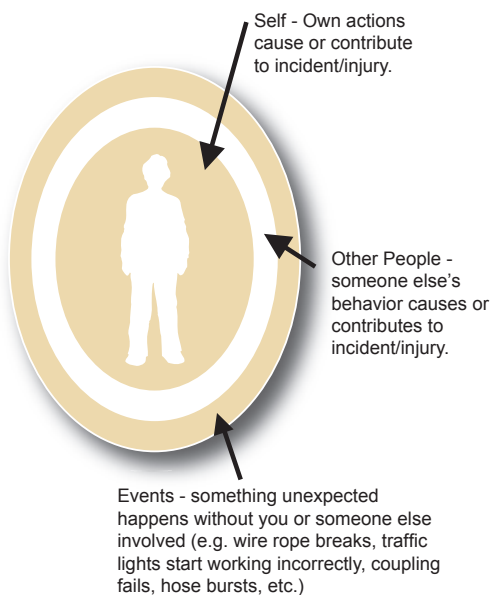 Self - Own actions
cause or contribute
to incident/injury.
Other People -
someone else's
behavior causes or
contributes to
incident/injury.
Events - something unexpected
happens without you or someone else
involved (e.g. wire rope breaks, traffic
lights start working incorrectly, coupling
fails, hose bursts, etc.)